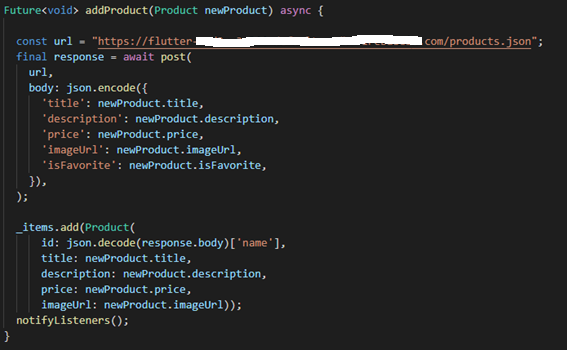 Future<void> addProduct(Product newProduct) async {
const url = "https://flutter- com/products.json";
final response = await post(
url,
body: json.encode({
'title': newProduct.title,
'description': newProduct.description,
'price': newProduct.price,
'imageUrl': newProduct.imageUrl,
'isFavorite': newProduct.isFavorite,
}),
);
_items.add(Product(
id: json.decode(response.body)['name'],
title: newProduct.title,
description: newProduct.description,
price: newProduct.price,
imageUrl: newProduct.imageUrl));
notifyListeners();
}